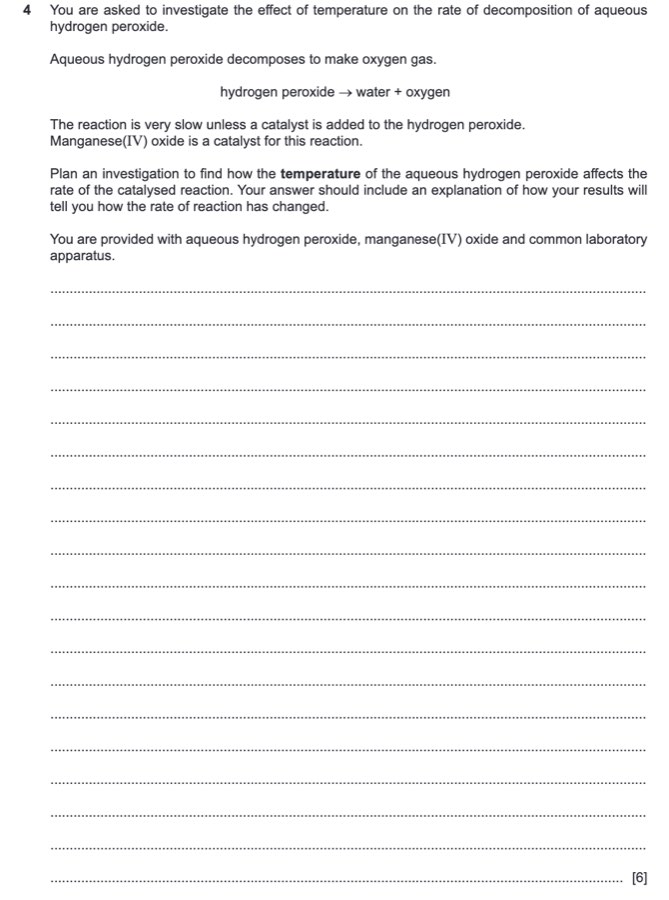 4 You are asked to investigate the effect of temperature on the rate of decomposition of aqueous
hydrogen peroxide.
Aqueous hydrogen peroxide decomposes to make oxygen gas.
hydrogen peroxide → water + oxygen
The reaction is very slow unless a catalyst is added to the hydrogen peroxide.
Manganese(IV) oxide is a catalyst for this reaction.
Plan an investigation to find how the temperature of the aqueous hydrogen peroxide affects the
rate of the catalysed reaction. Your answer should include an explanation of how your results will
tell you how the rate of reaction has changed.
You are provided with aqueous hydrogen peroxide, manganese(IV) oxide and common laboratory
apparatus.
[6]